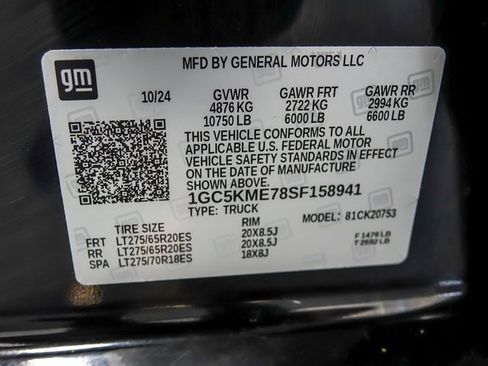 MFD BY GENERAL MOTORS LLC
gm
10/24 GVWR GAWR FRT GAWR RR
4876 KG 2722 KG 2994 KG
10750 LB 6000 LB 6600 LB
THIS VEHICLE CONFORMS TO ALL
APPLICABLE U.S. FEDERAL MOTOR
VEHICLE SAFETY STANDARDS IN EFFECT
ON THE DATE OF MANUFACTURE
SHOWN ABOVE
1GC5KME78SF158941
TYPE: TRUCK MODEL: 81CK20753
TIRE SIZE RIM
FRT LT275/65R20ES 20X8.5J F 1478 LB
RR LT275/65R20ES 20X8.5J T 2692 LB
SPA LT275/70R18ES 18X8J